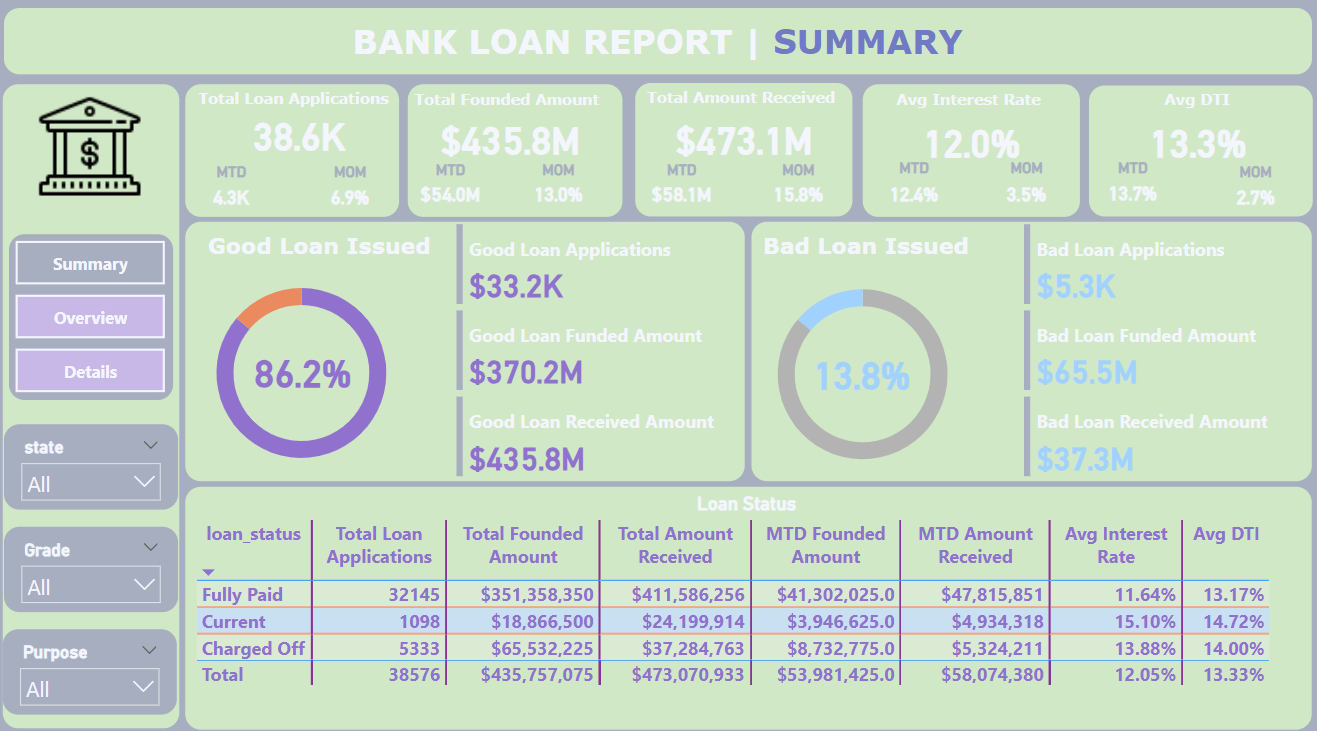 BANK LOAN REPORT | SUMMARY
$
Total Loan Applications
38.6K
MTD MOM
4.3K 6.9%
Total Founded Amount
$435.8M
MTD MOM
$54.0M 13.0%
Total Amount Received
$473.1M
MTD MOM
$58.1M 15.8%
Avg Interest Rate
12.0%
MTD MOM
12.4% 3.5%
Avg DTI
13.3%
MTD MOM
13.7% 2.7%
Summary
Overview
Details
state
All
Grade
All
Purpose
All
Good Loan Issued
86.2%
Good Loan Applications
$33.2K
Good Loan Funded Amount
$370.2M
Good Loan Received Amount
$435.8M
Bad Loan Issued
13.8%
Bad Loan Applications
$5.3K
Bad Loan Funded Amount
$65.5M
Bad Loan Received Amount
$37.3M
Loan Status
loan_status Total Loan Total Founded Total Amount MTD Founded MTD Amount Avg Interest Avg DTI
Applications Amount Received Amount Received Rate
Fully Paid 32145 $351,358,350 $411,586,256 $41,302,025.0 $47,815,851 11.64% 13.17%
Current 1098 $18,866,500 $24,199,914 $3,946,625.0 $4,934,318 15.10% 14.72%
Charged Off 5333 $65,532,225 $37,284,763 $8,732,775.0 $5,324,211 13.88% 14.00%
Total 38576 $435,757,075 $473,070,933 $53,981,425.0 $58,074,380 12.05% 13.33%